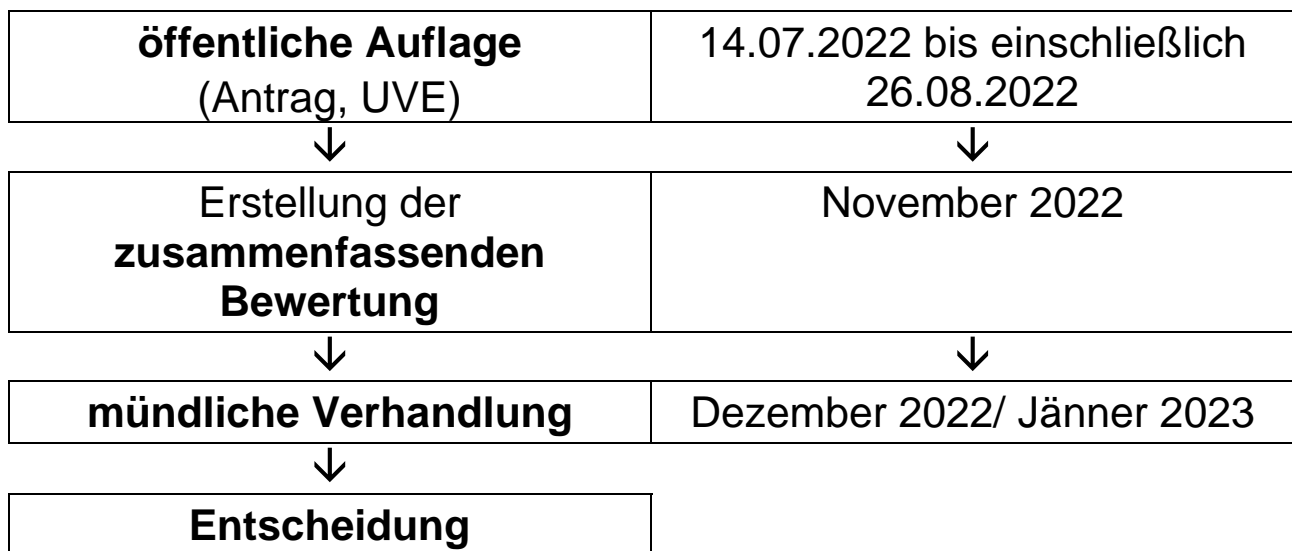 öffentliche Auflage
(Antrag, UVE)
14.07.2022 bis einschließlich
26.08.2022
Erstellung der
zusammenfassenden
Bewertung
November 2022
mündliche Verhandlung
Dezember 2022/ Jänner 2023
Entscheidung